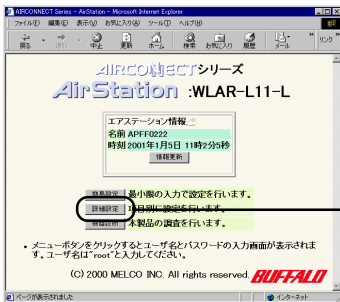 AIRCONNECT Series - AirStation - Microsoft Internet Explorer
ファイル(F) 編集(E) 表示(V) お気に入り(A) ツール(T) ヘルプ(H)
戻る 進む 中止 更新 ホーム 検索 お気に入り 履歴 メール リンク
AIRCONNECTシリーズ
AirStation :WLAR-L11-L
エアステーション情報
名前 APFF0222
時刻 2001年1月5日 11時2分5秒
情報更新
簡易設定 最小限の入力で設定を行います。
詳細設定 項目別に設定を行います。
機器診断 本製品の調査を行います。
• メニューボタンをクリックするとユーザ名とパスワードの入力画面が表示されます。ユーザ名は"root"と入力してください。
(C) 2000 MELCO INC. All rights reserved. BUFFALO
ページが表示されました インターネット